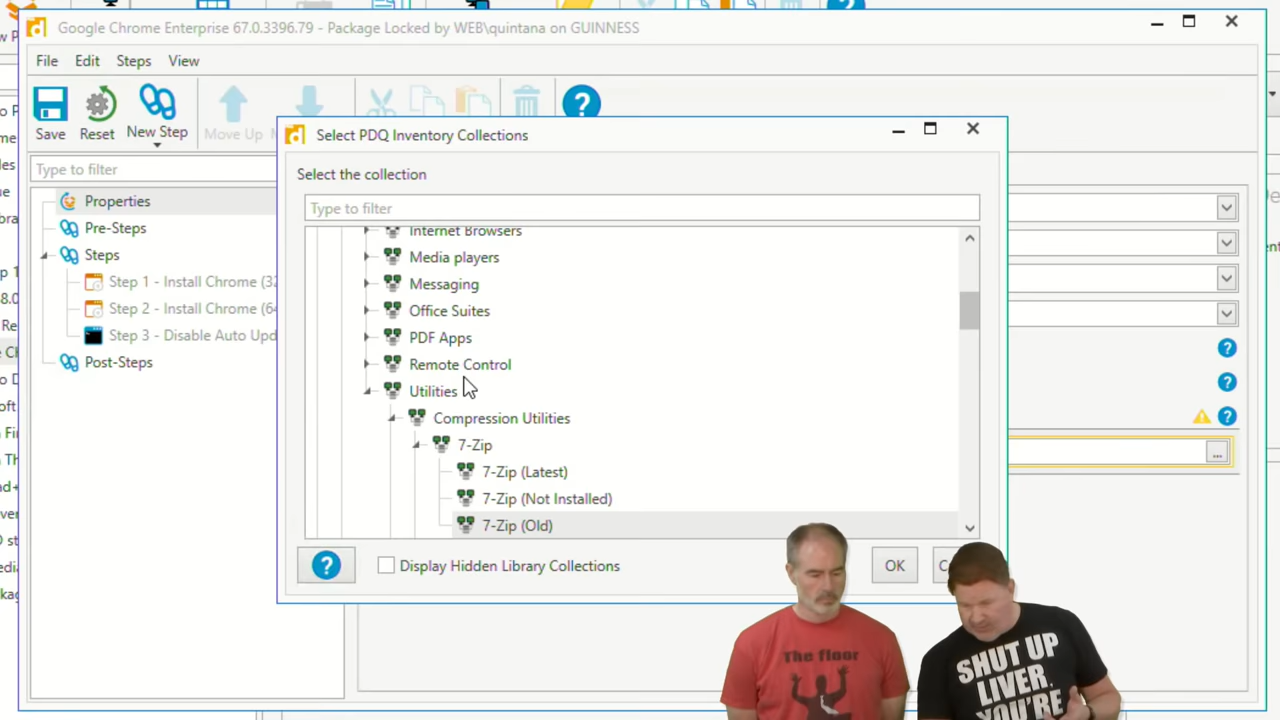 Google Chrome Enterprise 67.0.3396.79 - Package Locked by WEB\quintana on GUINNESS
File Edit Steps View
Save Reset New Step Move Up
Type to filter
Properties
Pre-Steps
Steps
Step 1 - Install Chrome (32
Step 2 - Install Chrome (64
Step 3 - Disable Auto Upd
Post-Steps
Select PDQ Inventory Collections
Select the collection
Type to filter
Internet Browsers
Media players
Messaging
Office Suites
PDF Apps
Remote Control
Utilities
Compression Utilities
7-Zip
7-Zip (Latest)
7-Zip (Not Installed)
7-Zip (Old)
Display Hidden Library Collections
OK
The floor
SHUT UP
LIVER,
YOU'RE